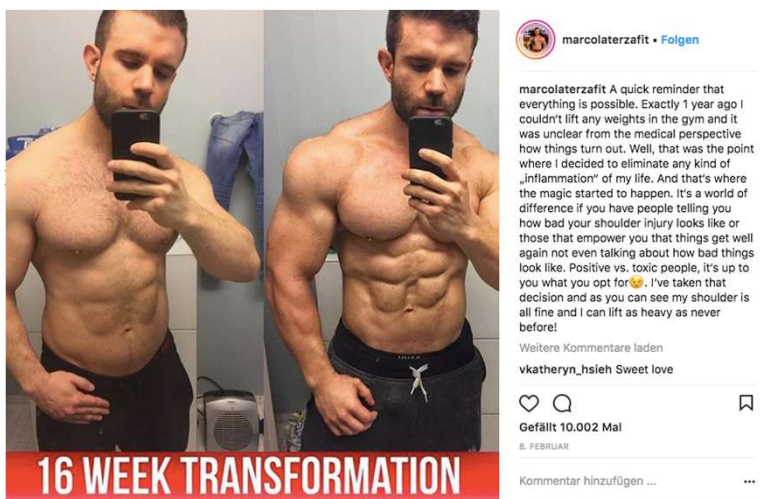 marcolaterzafit • Folgen
marcolaterzafit A quick reminder that
everything is possible. Exactly 1 year ago I
couldn't lift any weights in the gym and it
was unclear from the medical perspective
how things turn out. Well, that was the point
where I decided to eliminate any kind of
„inflammation" of my life. And that's where
the magic started to happen. It's a world of
difference if you have people telling you
how bad your shoulder injury looks like or
those that empower you that things get well
again not even talking about how bad things
look like. Positive vs. toxic people, it's up to
you what you opt for😉. I've taken that
decision and as you can see my shoulder is
all fine and I can lift as heavy as never
before!
Weitere Kommentare laden
vkatheryn_hsieh Sweet love
Gefällt 10.002 Mal
8. FEBRUAR
Kommentar hinzufügen ...
16 WEEK TRANSFORMATION